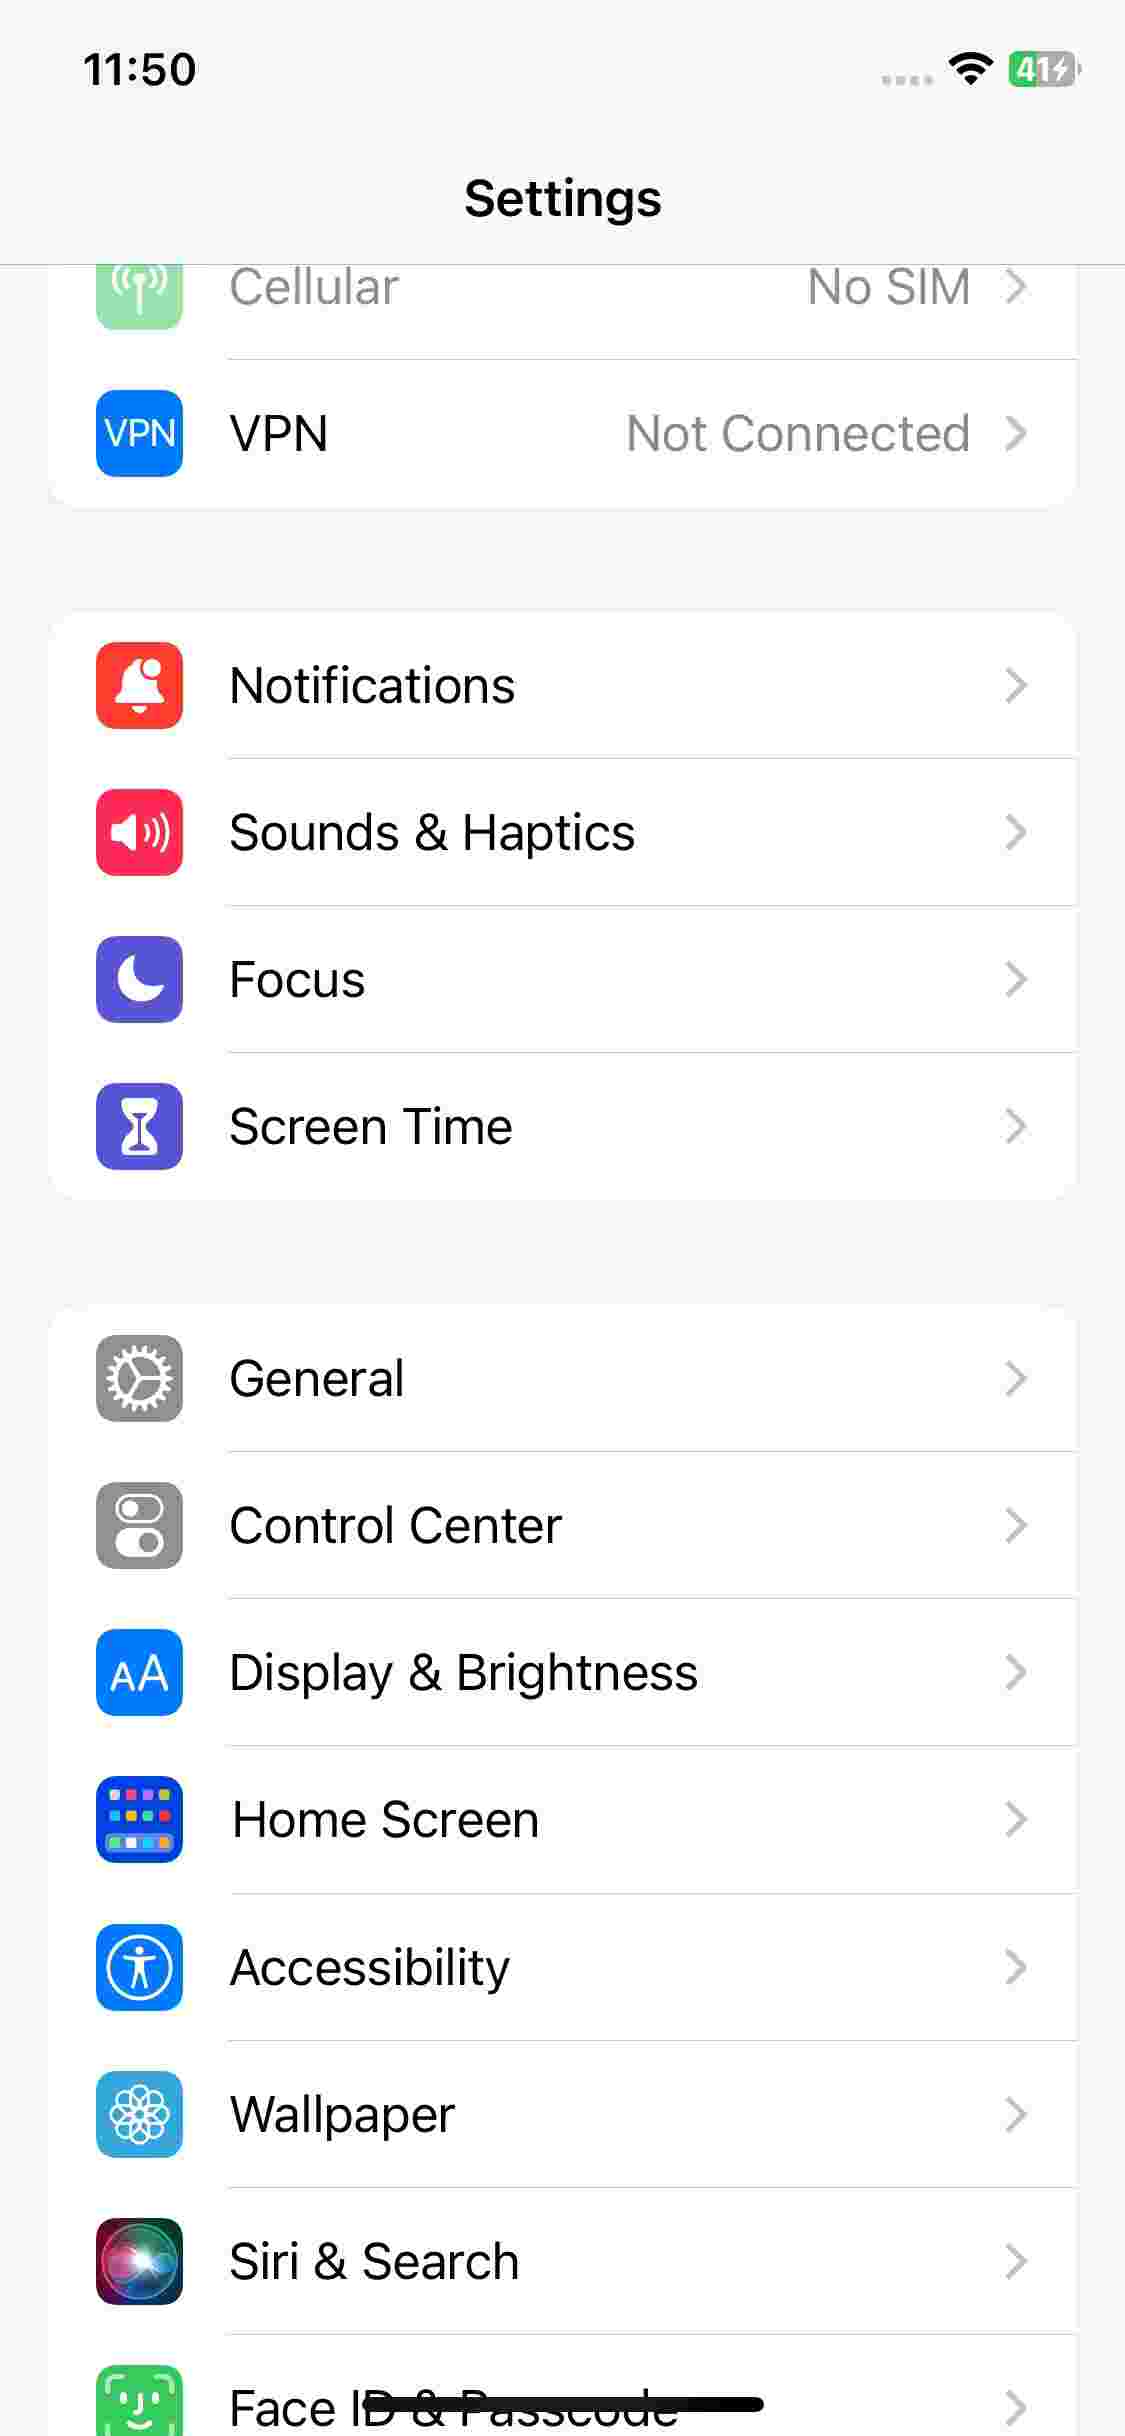 11:50
41
Settings
Cellular No SIM
VPN VPN Not Connected
Notifications
Sounds & Haptics
Focus
Screen Time
General
Control Center
AA Display & Brightness
Home Screen
Accessibility
Wallpaper
Siri & Search
Face ID & Passcode